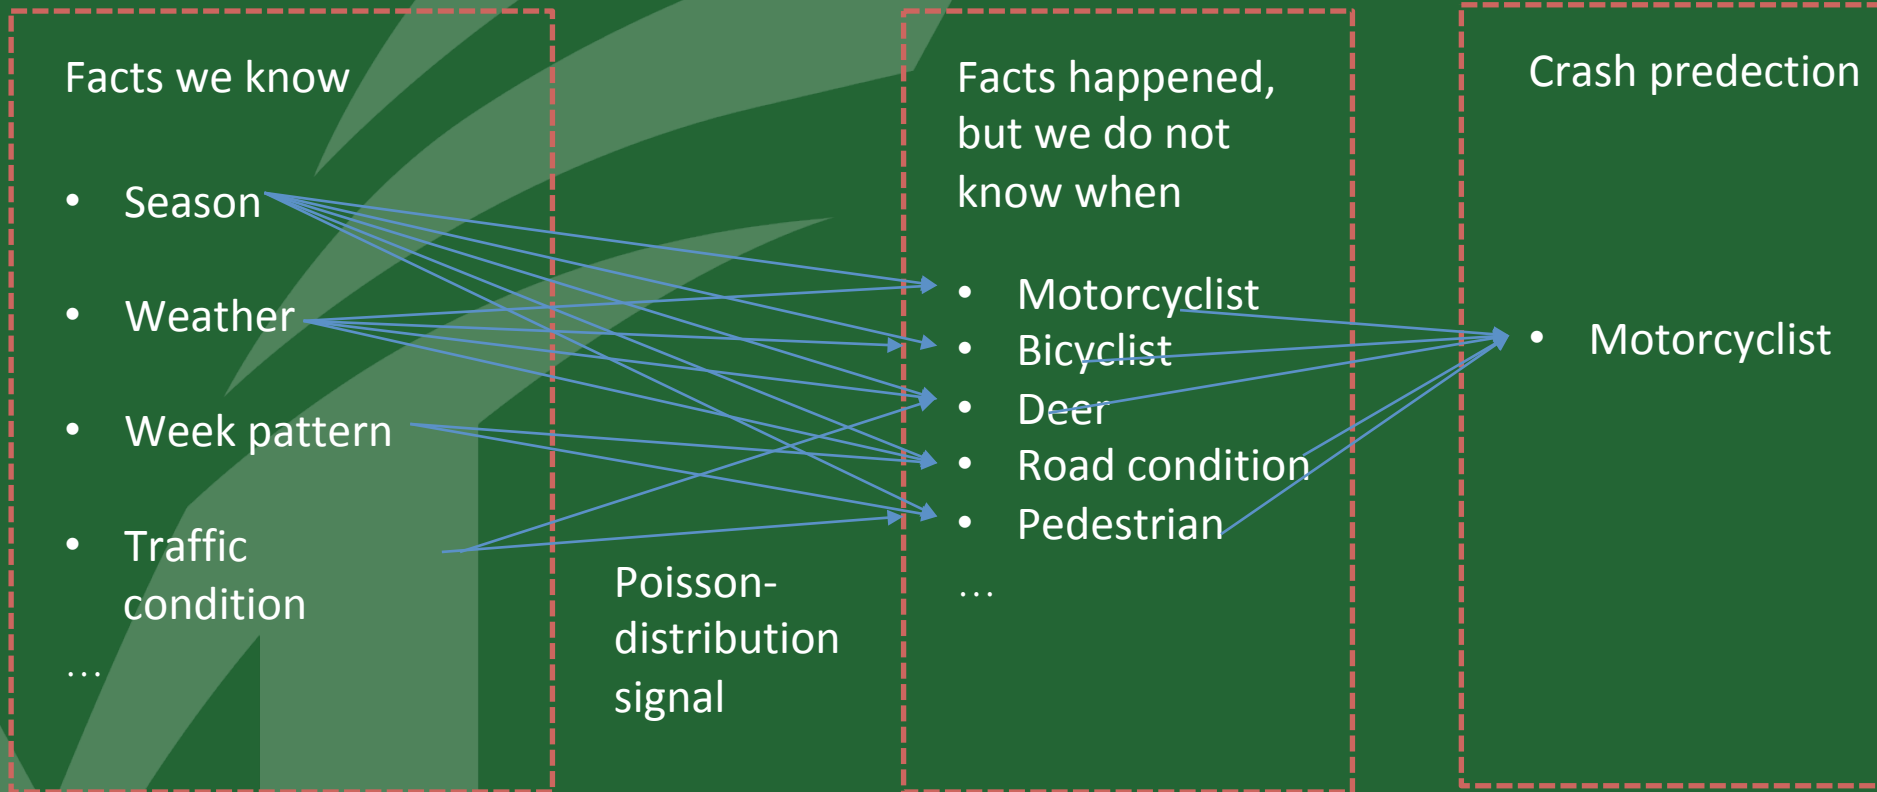 Facts we know
• Season
• Weather
• Week pattern
• Traffic
condition
…
Poisson-
distribution
signal
Facts happened,
but we do not
know when
• Motorcyclist
• Bicyclist
• Deer
• Road condition
• Pedestrian
…
Crash predection
• Motorcyclist